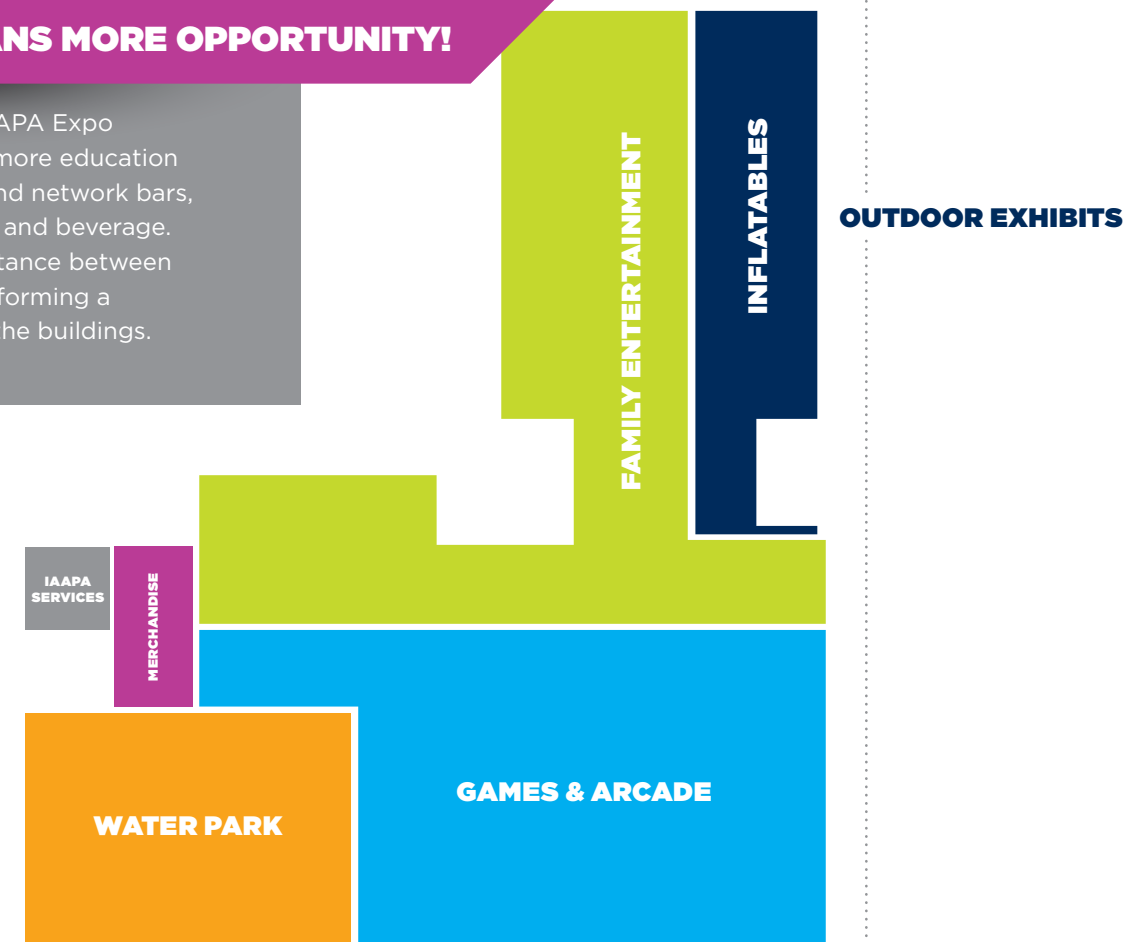 ANS MORE OPPORTUNITY!
APA Expo
more education
nd network bars,
and beverage.
tance between
forming a
the buildings.
FAMILY ENTERTAINMENT
INFLATABLES
OUTDOOR EXHIBITS
IAAPA
SERVICES
MERCHANDISE
GAMES & ARCADE
WATER PARK